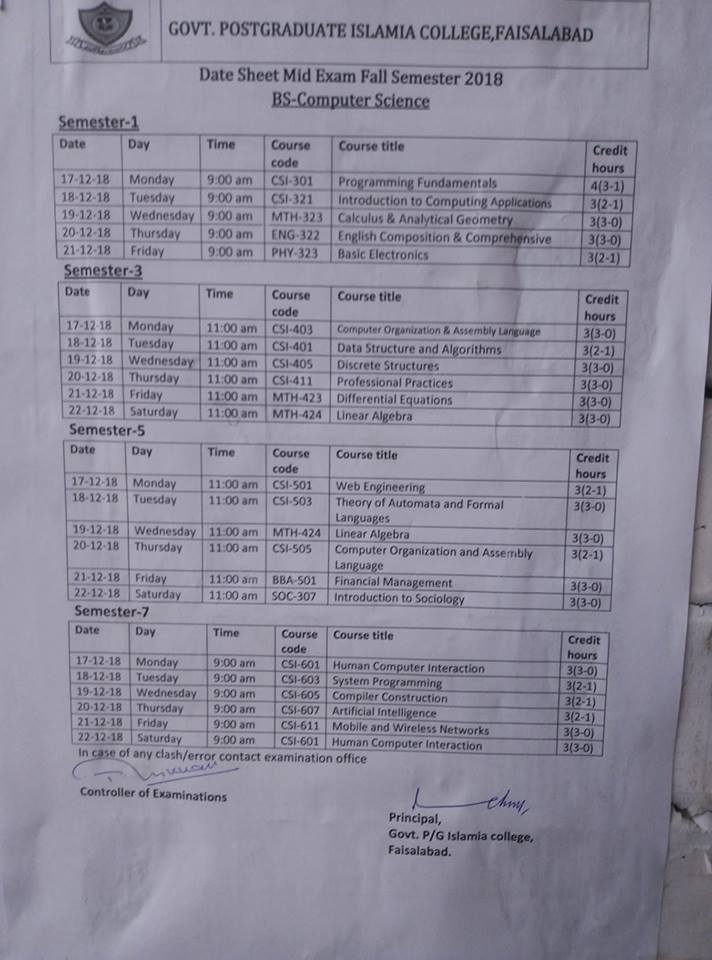 GOVT. POSTGRADUATE ISLAMIA COLLEGE,FAISALABAD
Date Sheet Mid Exam Fall Semester 2018
BS-Computer Science
Semester-1
Date Day Time Course code Course title Credit hours
17-12-18 Monday 9:00 am CSI-301 Programming Fundamentals 4(3-1)
18-12-18 Tuesday 9:00 am CSI-321 Introduction to Computing Applications 3(2-1)
19-12-18 Wednesday 9:00 am MTH-323 Calculus & Analytical Geometry 3(3-0)
20-12-18 Thursday 9:00 am ENG-322 English Composition & Comprehensive 3(3-0)
21-12-18 Friday 9:00 am PHY-323 Basic Electronics 3(2-1)
Semester-3
Date Day Time Course code Course title Credit hours
17-12-18 Monday 11:00 am CSI-403 Computer Organization & Assembly Language 3(3-0)
18-12-18 Tuesday 11:00 am CSI-401 Data Structure and Algorithms 3(2-1)
19-12-18 Wednesday 11:00 am CSI-405 Discrete Structures 3(3-0)
20-12-18 Thursday 11:00 am CSI-411 Professional Practices 3(3-0)
21-12-18 Friday 11:00 am MTH-423 Differential Equations 3(3-0)
22-12-18 Saturday 11:00 am MTH-424 Linear Algebra 3(3-0)
Semester-5
Date Day Time Course code Course title Credit hours
17-12-18 Monday 11:00 am CSI-501 Web Engineering 3(2-1)
18-12-18 Tuesday 11:00 am CSI-503 Theory of Automata and Formal Languages 3(3-0)
19-12-18 Wednesday 11:00 am MTH-424 Linear Algebra 3(3-0)
20-12-18 Thursday 11:00 am CSI-505 Computer Organization and Assembly Language 3(2-1)
21-12-18 Friday 11:00 am BBA-501 Financial Management 3(3-0)
22-12-18 Saturday 11:00 am SOC-307 Introduction to Sociology 3(3-0)
Semester-7
Date Day Time Course code Course title Credit hours
17-12-18 Monday 9:00 am CSI-601 Human Computer Interaction 3(3-0)
18-12-18 Tuesday 9:00 am CSI-603 System Programming 3(2-1)
19-12-18 Wednesday 9:00 am CSI-605 Compiler Construction 3(2-1)
20-12-18 Thursday 9:00 am CSI-607 Artificial Intelligence 3(2-1)
21-12-18 Friday 9:00 am CSI-611 Mobile and Wireless Networks 3(3-0)
22-12-18 Saturday 9:00 am CSI-601 Human Computer Interaction 3(3-0)
In case of any clash/error contact examination office
Controller of Examinations
Principal,
Govt. P/G Islamia college,
Faisalabad.